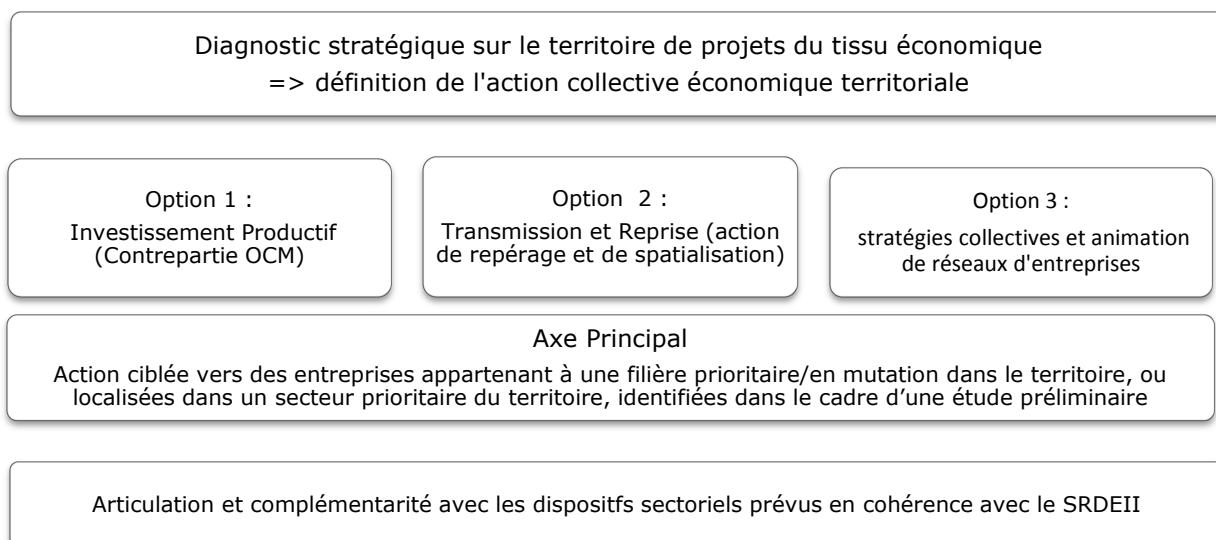 Diagnostic stratégique sur le territoire de projets du tissu économique
=> définition de l'action collective économique territoriale
Option 1 :
Investissement Productif
(Contrepartie OCM)
Option 2 :
Transmission et Reprise (action
de repérage et de spatialisation)
Option 3 :
stratégies collectives et animation
de réseaux d'entreprises
Axe Principal
Action ciblée vers des entreprises appartenant à une filière prioritaire/en mutation dans le territoire, ou
localisées dans un secteur prioritaire du territoire, identifiées dans le cadre d’une étude préliminaire
Articulation et complémentarité avec les dispositfs sectoriels prévus en cohérence avec le SRDEII